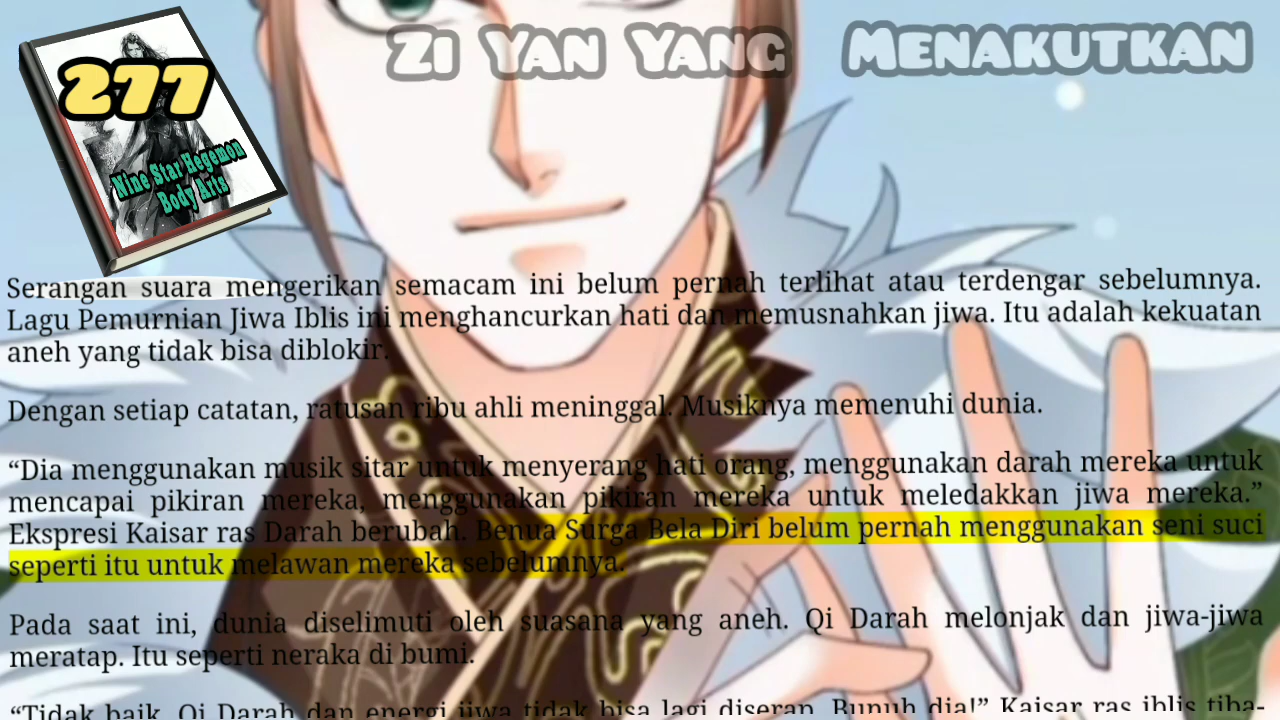 277
Nine Star Hegemon
Body Arts
Zi Yan Yang Menakutkan
Serangan suara mengerikan semacam ini belum pernah terlihat atau terdengar sebelumnya.
Lagu Pemurnian Jiwa Iblis ini menghancurkan hati dan memusnahkan jiwa. Itu adalah kekuatan
aneh yang tidak bisa diblokir.
Dengan setiap catatan, ratusan ribu ahli meninggal. Musiknya memenuhi dunia.
“Dia menggunakan musik sitar untuk menyerang hati orang, menggunakan darah mereka untuk
mencapai pikiran mereka, menggunakan pikiran mereka untuk meledakkan jiwa mereka.”
Ekspresi Kaisar ras Darah berubah. Benua Surga Bela Diri belum pernah menggunakan seni suci
seperti itu untuk melawan mereka sebelumnya.
Pada saat ini, dunia diselimuti oleh suasana yang aneh. Qi Darah melonjak dan jiwa-jiwa
meratap. Itu seperti neraka di bumi.
“Tidak baik, Qi Darah dan energi jiwa tidak bisa lagi diserap. Bunuh dia!” Kaisar ras iblis tiba-